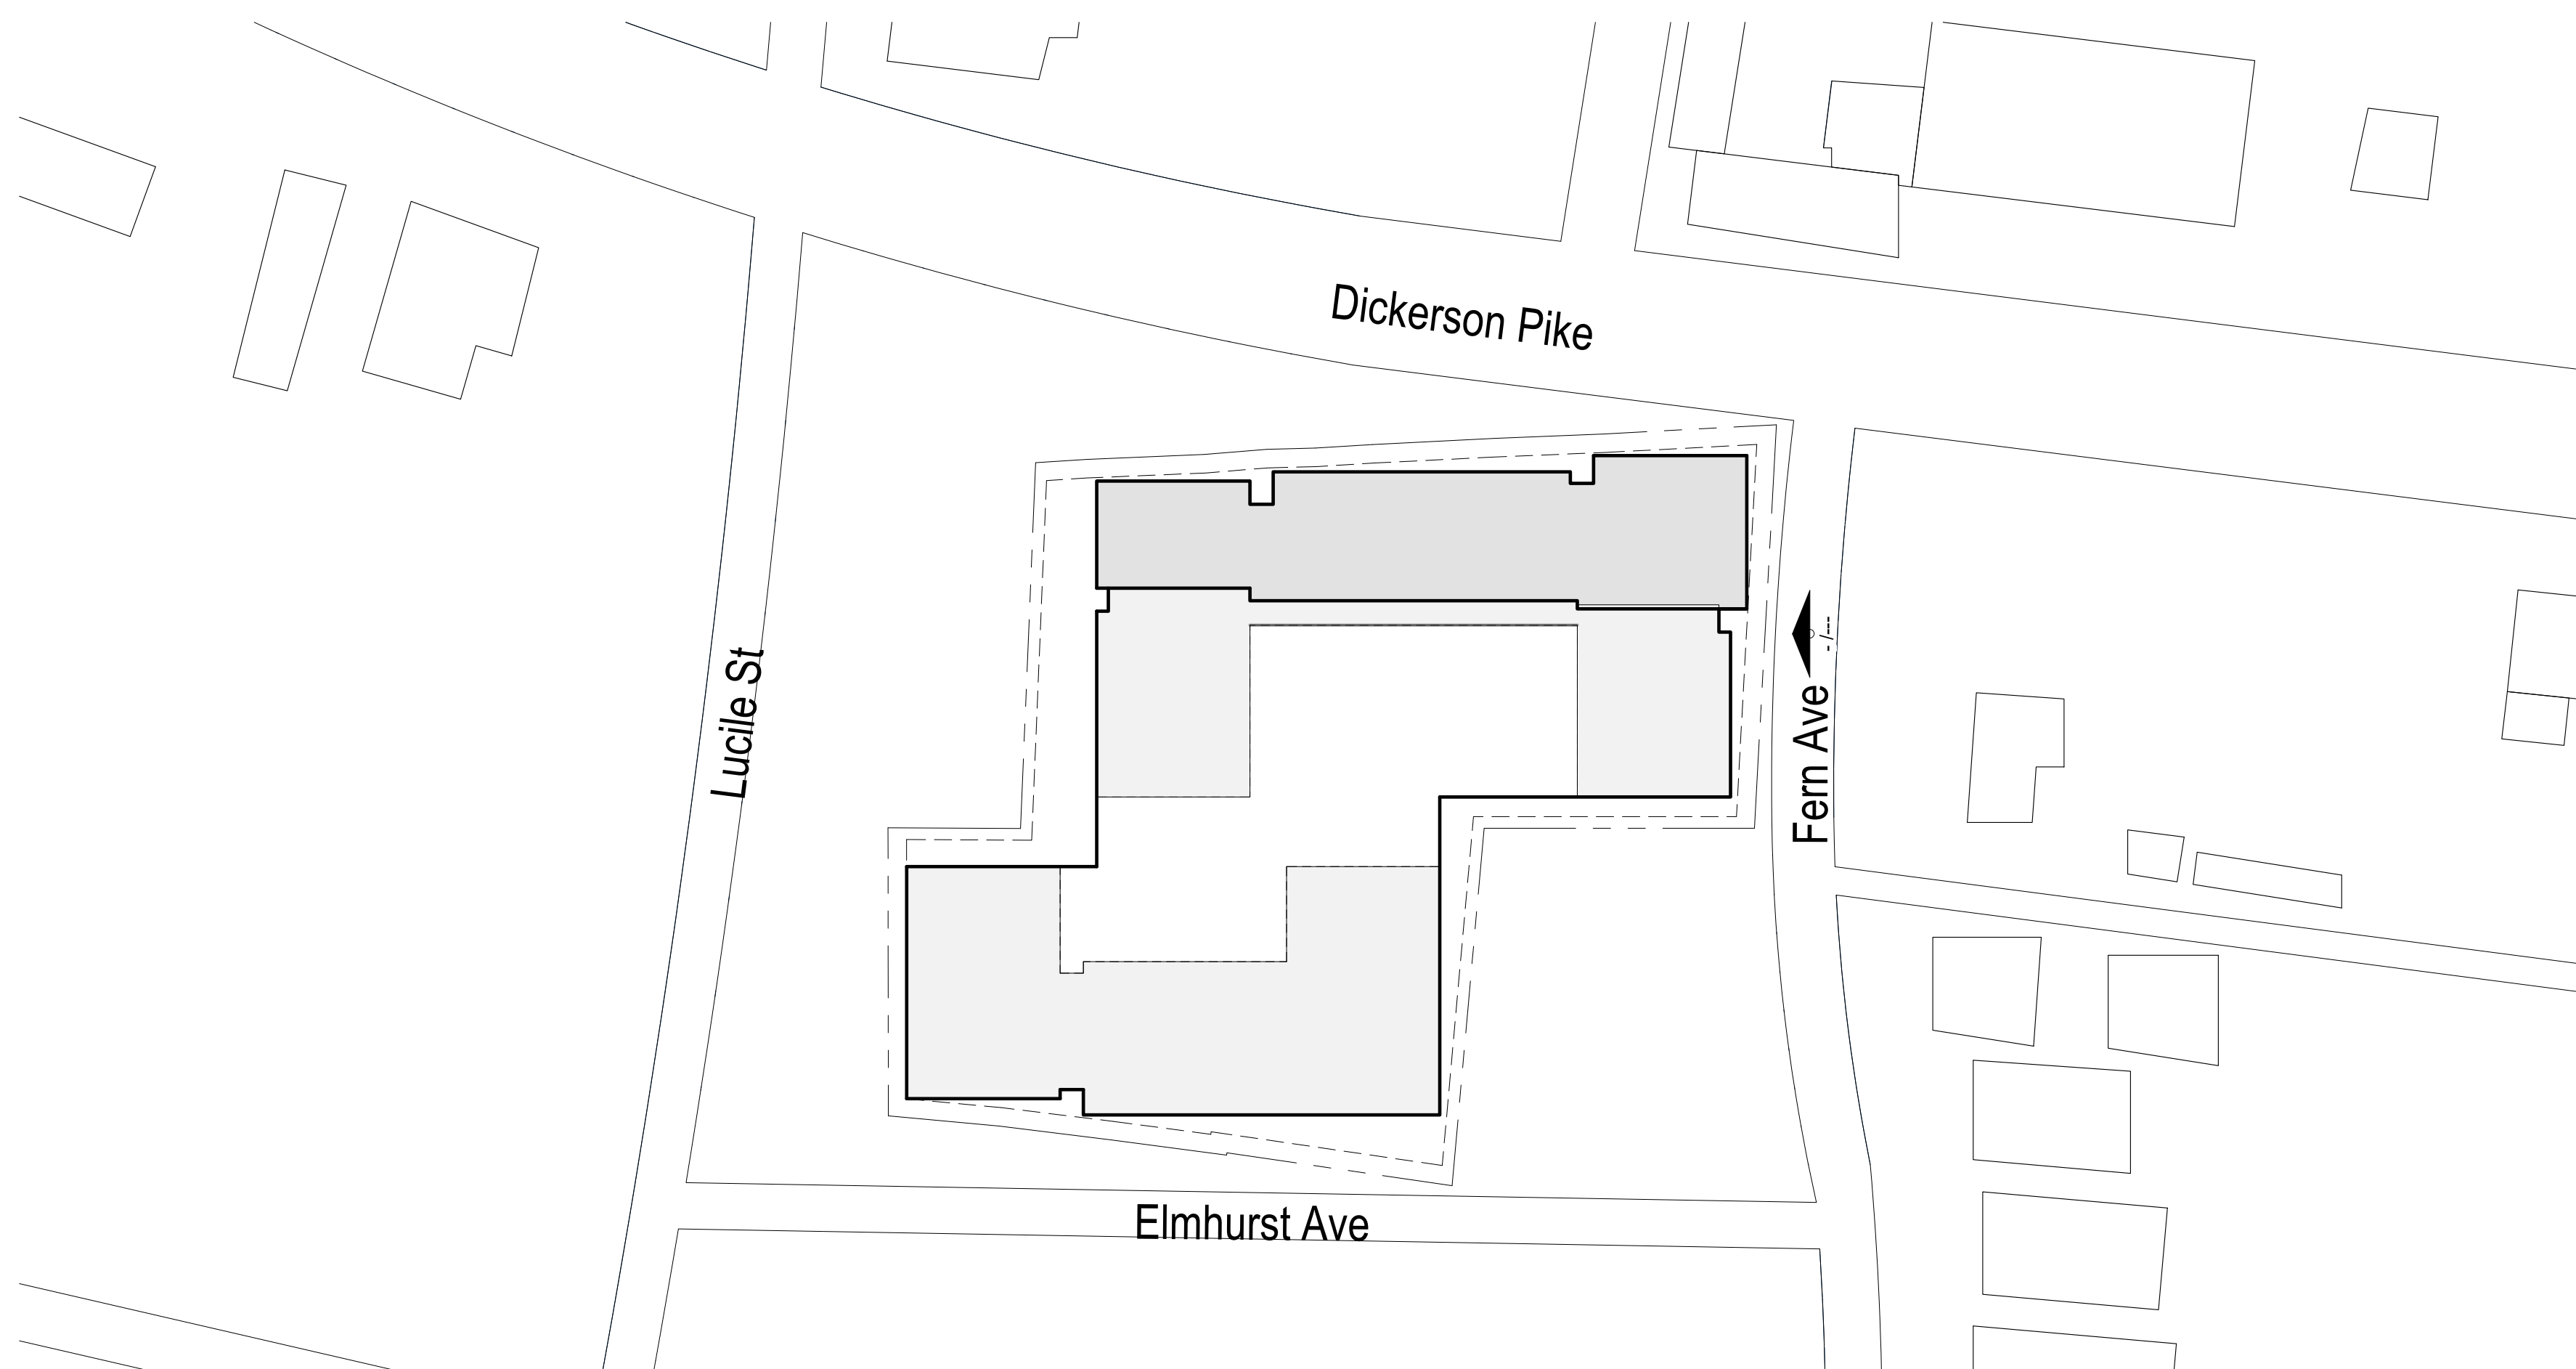 Dickerson Pike
Lucile St
- /---
Fern Ave
Elmhurst Ave